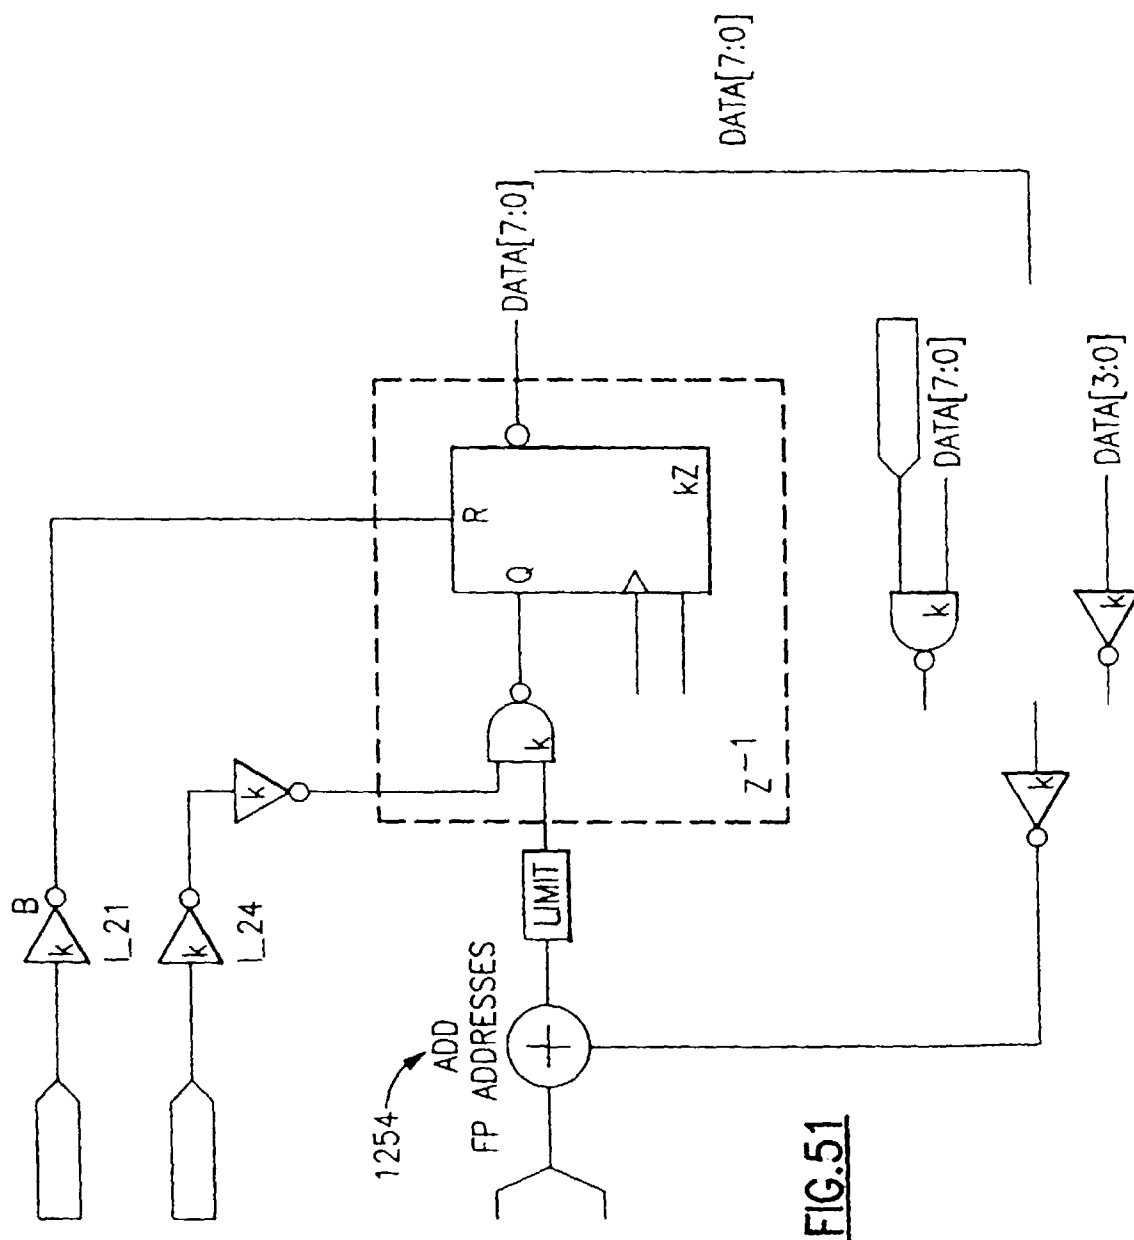 B
k
I_21
k
I_24
k
1254
ADD
FP ADDRESSES
LIMIT
k
Q
R
kZ
Z-1
DATA[7:0]
DATA[7:0]
k
DATA[7:0]
k
DATA[3:0]
k
FIG.51